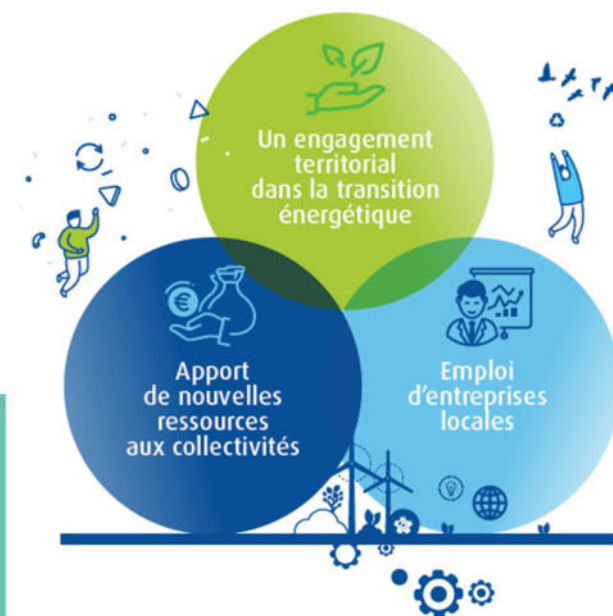 Un engagement
territorial
dans la transition
énergétique
Apport
de nouvelles
ressources
aux collectivités
Emploi
d'entreprises
locales